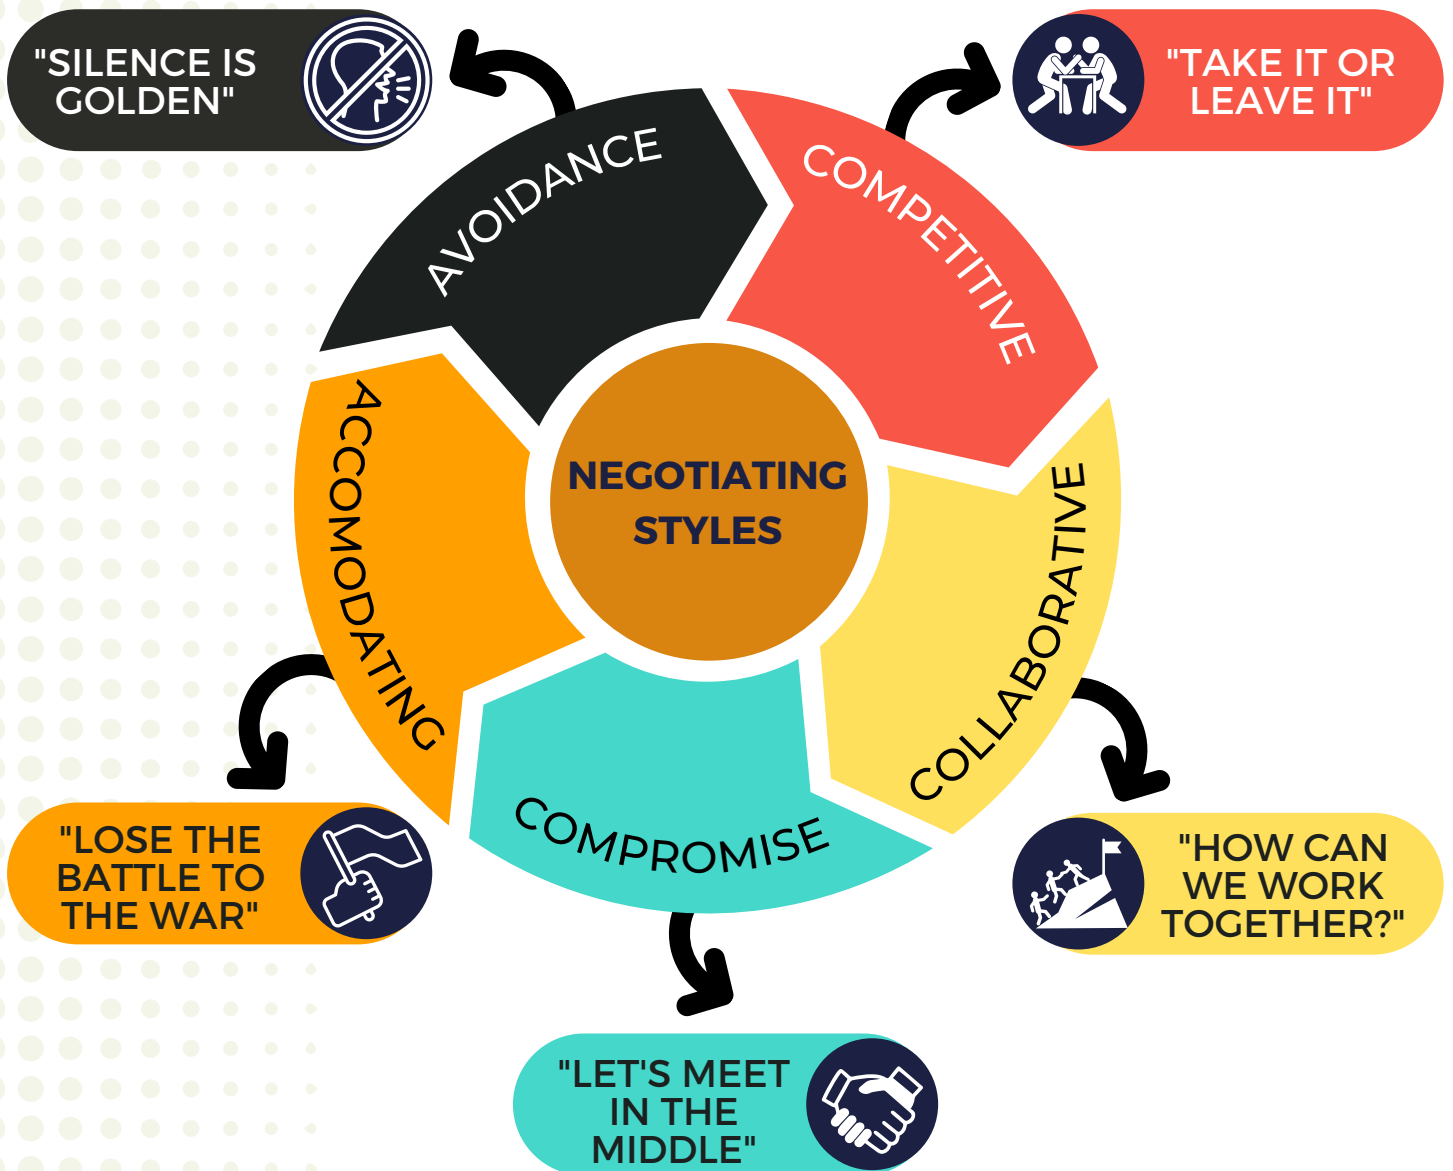 "SILENCE IS
GOLDEN"
"TAKE IT OR
LEAVE IT"
AVOIDANCE
COMPETITIVE
ACCOMODATING
NEGOTIATING
STYLES
COLLABORATIVE
COMPROMISE
"LOSE THE
BATTLE TO
THE WAR"
"HOW CAN
WE WORK
TOGETHER?"
"LET'S MEET
IN THE
MIDDLE"